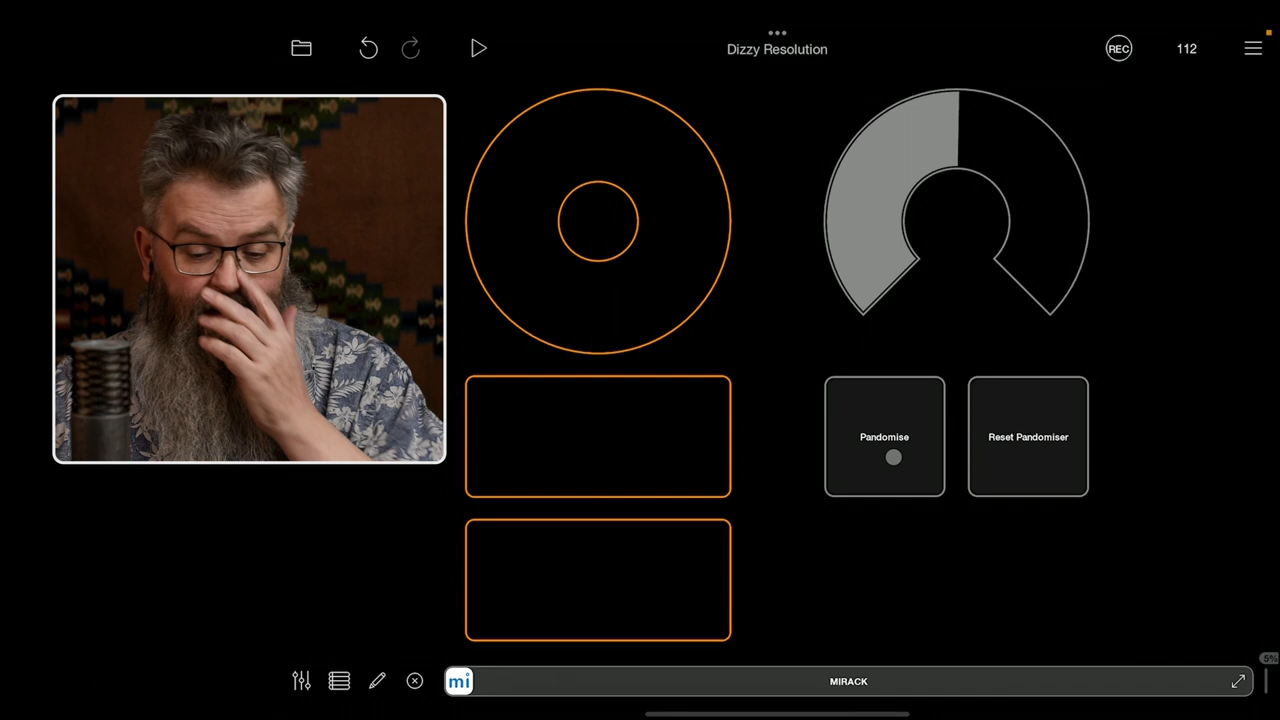 Dizzy Resolution
REC
112
Pandomise
Reset Pandomiser
mi
MIRACK
5%